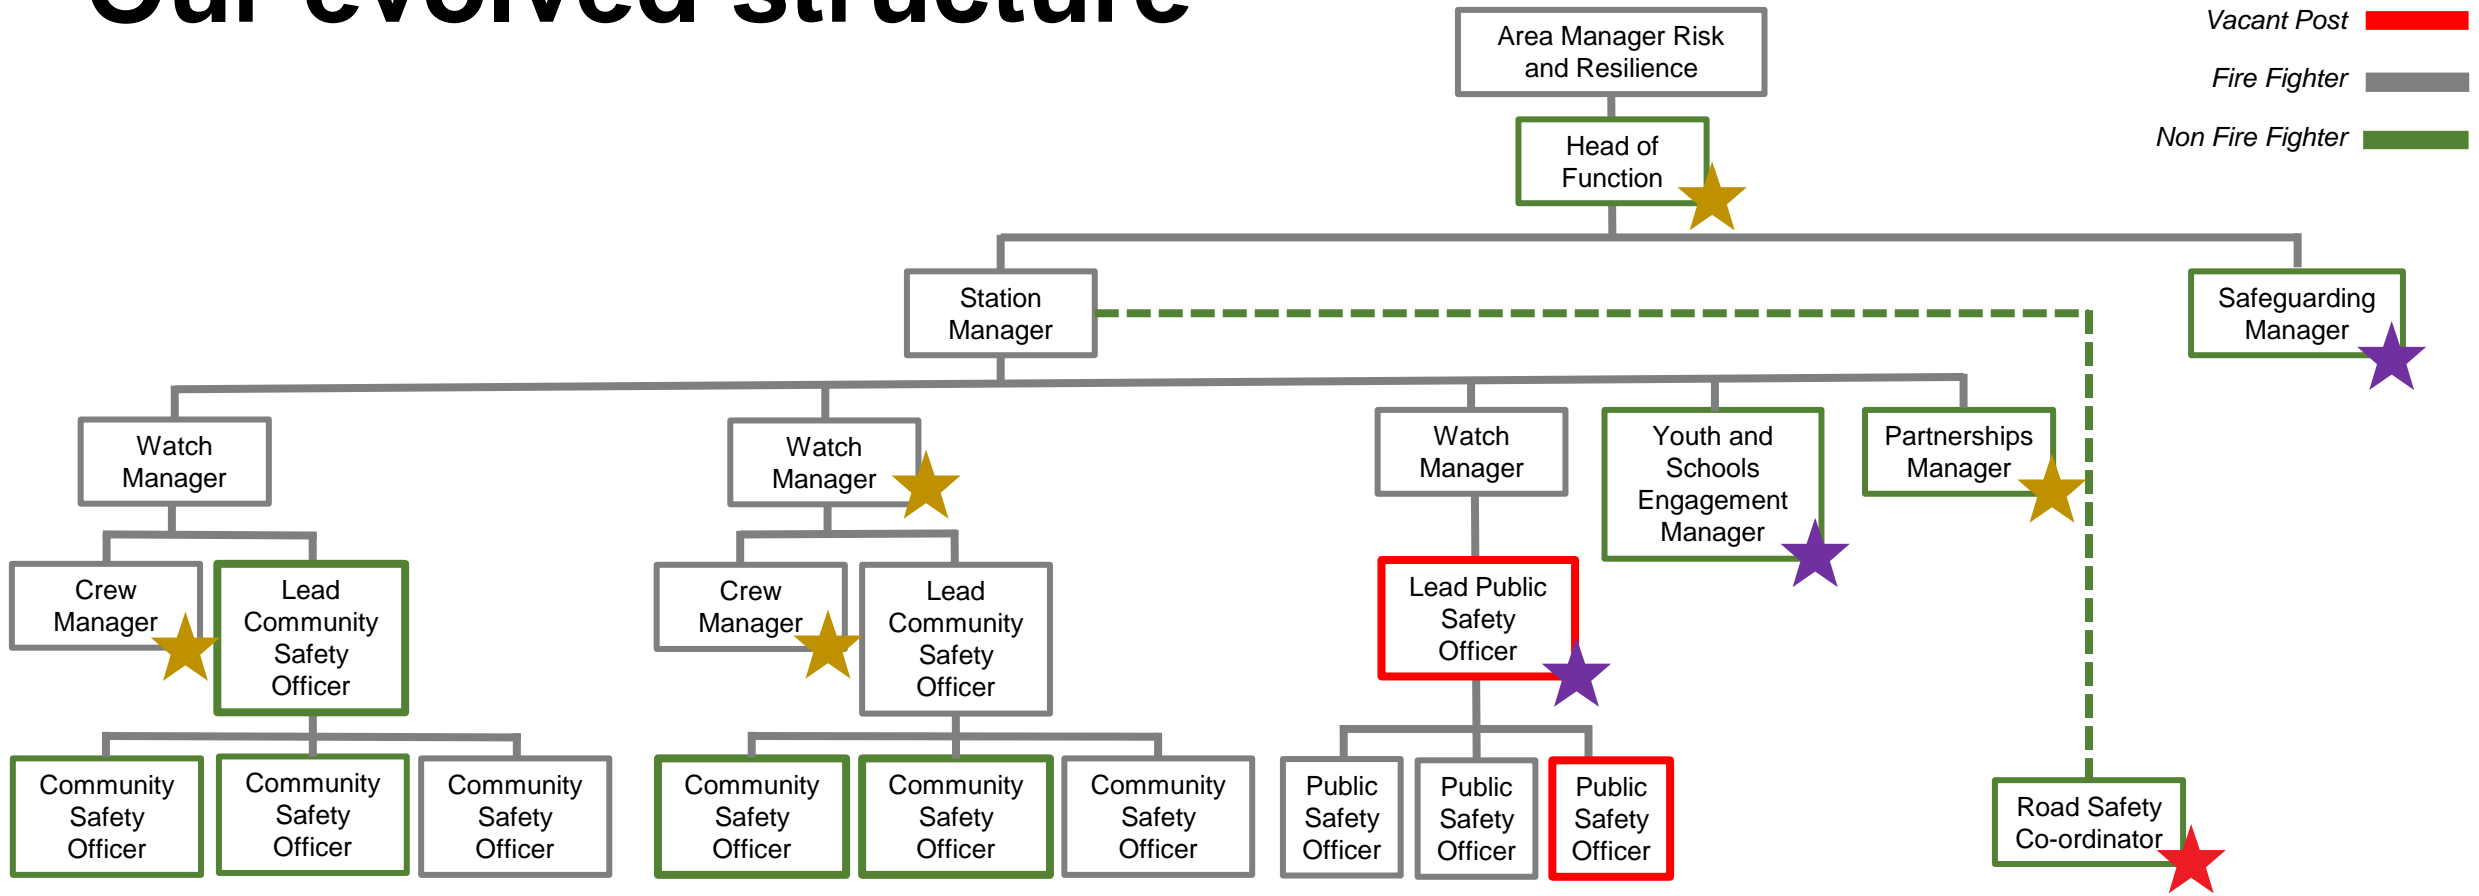 Our evolved structure
Vacant Post
Fire Fighter
Non Fire Fighter
Area Manager Risk
and Resilience
Head of
Function
Station
Manager
Safeguarding
Manager
Watch
Manager
Watch
Manager
Watch
Manager
Youth and
Schools
Engagement
Manager
Partnerships
Manager
Crew
Manager
Lead
Community
Safety
Officer
Crew
Manager
Lead
Community
Safety
Officer
Lead Public
Safety
Officer
Community
Safety
Officer
Community
Safety
Officer
Community
Safety
Officer
Community
Safety
Officer
Community
Safety
Officer
Community
Safety
Officer
Public
Safety
Officer
Public
Safety
Officer
Public
Safety
Officer
Road Safety
Co-ordinator